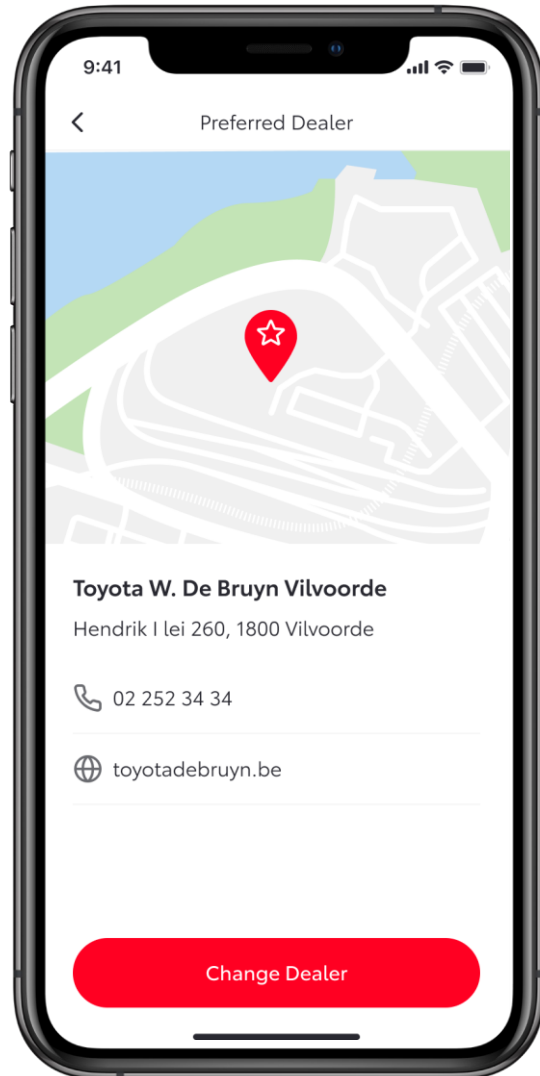 9:41
Preferred Dealer
Toyota W. De Bruyn Vilvoorde
Hendrik I lei 260, 1800 Vilvoorde
02 252 34 34
toyotadebruyn.be
Change Dealer